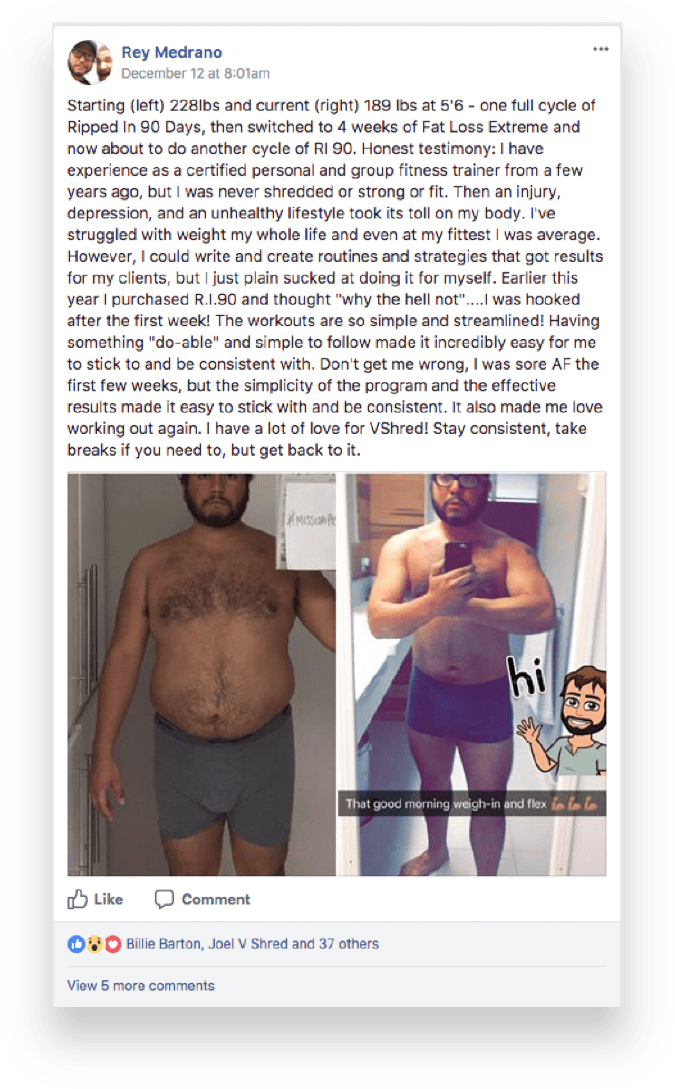 Rey Medrano
December 12 at 8:01am
Starting (left) 228lbs and current (right) 189 lbs at 5'6 - one full cycle of
Ripped In 90 Days, then switched to 4 weeks of Fat Loss Extreme and
now about to do another cycle of RI 90. Honest testimony: I have
experience as a certified personal and group fitness trainer from a few
years ago, but I was never shredded or strong or fit. Then an injury,
depression, and an unhealthy lifestyle took its toll on my body. I've
struggled with weight my whole life and even at my fittest I was average.
However, I could write and create routines and strategies that got results
for my clients, but I just plain sucked at doing it for myself. Earlier this
year I purchased R.I.90 and thought "why the hell not"....I was hooked
after the first week! The workouts are so simple and streamlined! Having
something "do-able" and simple to follow made it incredibly easy for me
to stick to and be consistent with. Don't get me wrong, I was sore AF the
first few weeks, but the simplicity of the program and the effective
results made it easy to stick with and be consistent. It also made me love
working out again. I have a lot of love for VShred! Stay consistent, take
breaks if you need to, but get back to it.
hi
That good morning weigh-in and flex
Like Comment
Billie Barton, Joel V Shred and 37 others
View 5 more comments